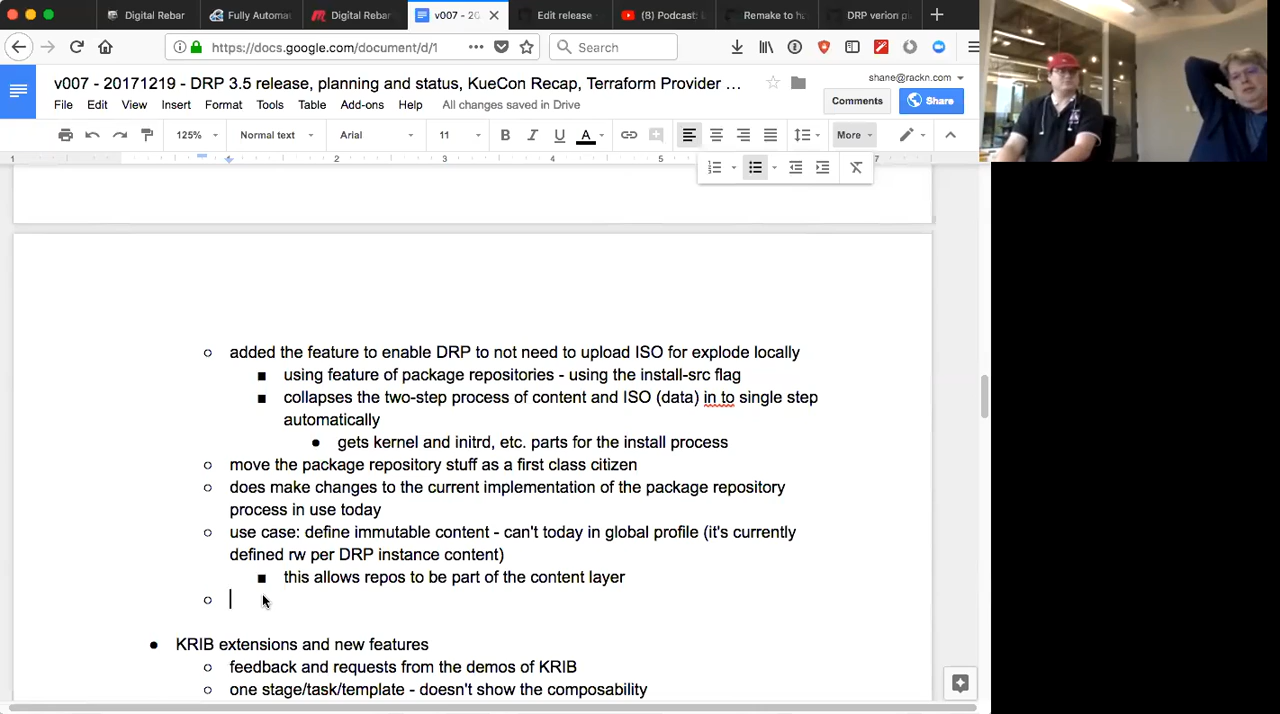 Digital Rebar
Fully Automat
Digital Rebar
v007 - 20
Edit release
(8) Podcast:
Remake to ha
DRP verion pl
https://docs.google.com/document/d/1
Search
v007 - 20171219 - DRP 3.5 release, planning and status, KueCon Recap, Terraform Provider ...
shane@rackn.com
File Edit View Insert Format Tools Table Add-ons Help All changes saved in Drive
Comments
Share
125% Normal text Arial 11 B I U A More
1 2 3 4 5 7
added the feature to enable DRP to not need to upload ISO for explode locally
using feature of package repositories - using the install-src flag
collapses the two-step process of content and ISO (data) in to single step
automatically
gets kernel and initrd, etc. parts for the install process
move the package repository stuff as a first class citizen
does make changes to the current implementation of the package repository
process in use today
use case: define immutable content - can't today in global profile (it's currently
defined rw per DRP instance content)
this allows repos to be part of the content layer
KRIB extensions and new features
feedback and requests from the demos of KRIB
one stage/task/template - doesn't show the composability